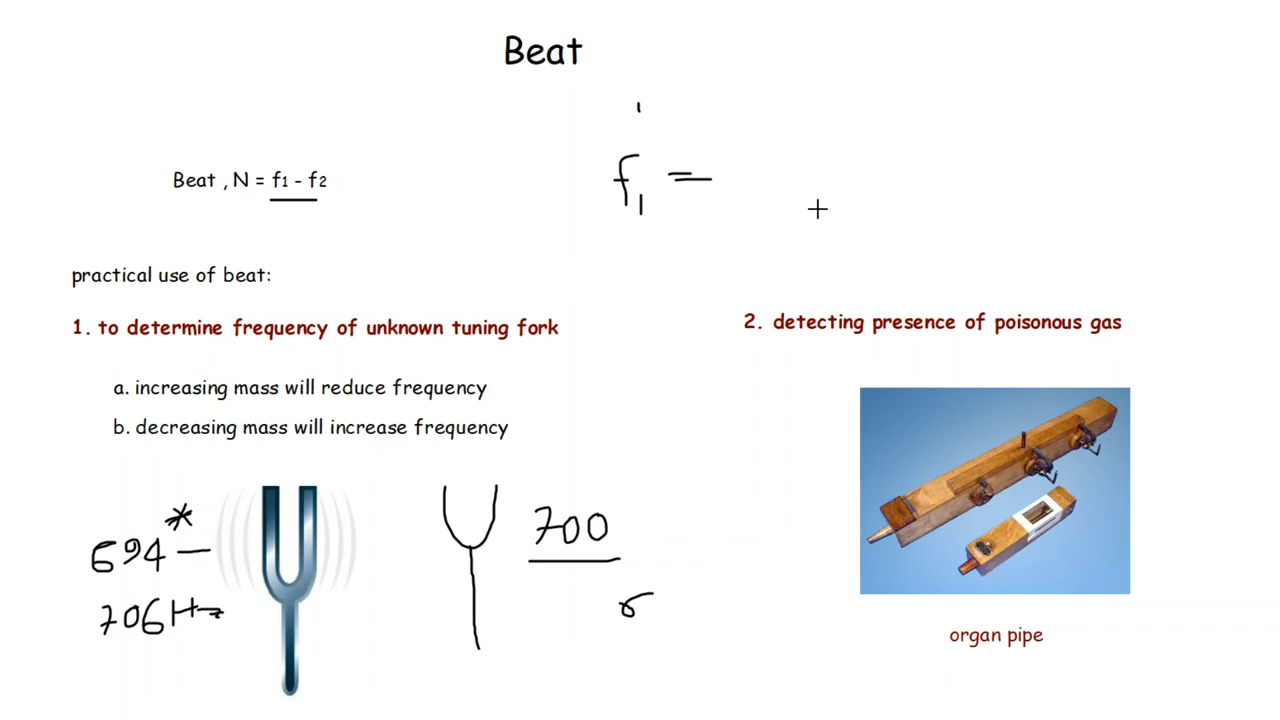 Beat
f₁ =
Beat , N = f1 - f2
practical use of beat:
1. to determine frequency of unknown tuning fork
a. increasing mass will reduce frequency
b. decreasing mass will increase frequency
694 *
706Hz
700
2. detecting presence of poisonous gas
organ pipe